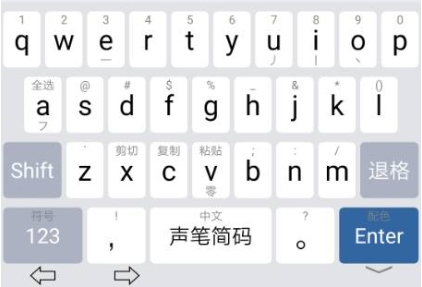 1 2 3 4 5 6 7 8 9 0
q w e r t y u i o p
一 丿 丨 丶
全选 @ # $ % _ & * ()
a s d f g h j k l
フ
` 剪切 复制 粘贴 ; : /
Shift z x c v b n m 退格
零
符号 ! 中文 ? 配色
123 , 声笔简码 。 Enter